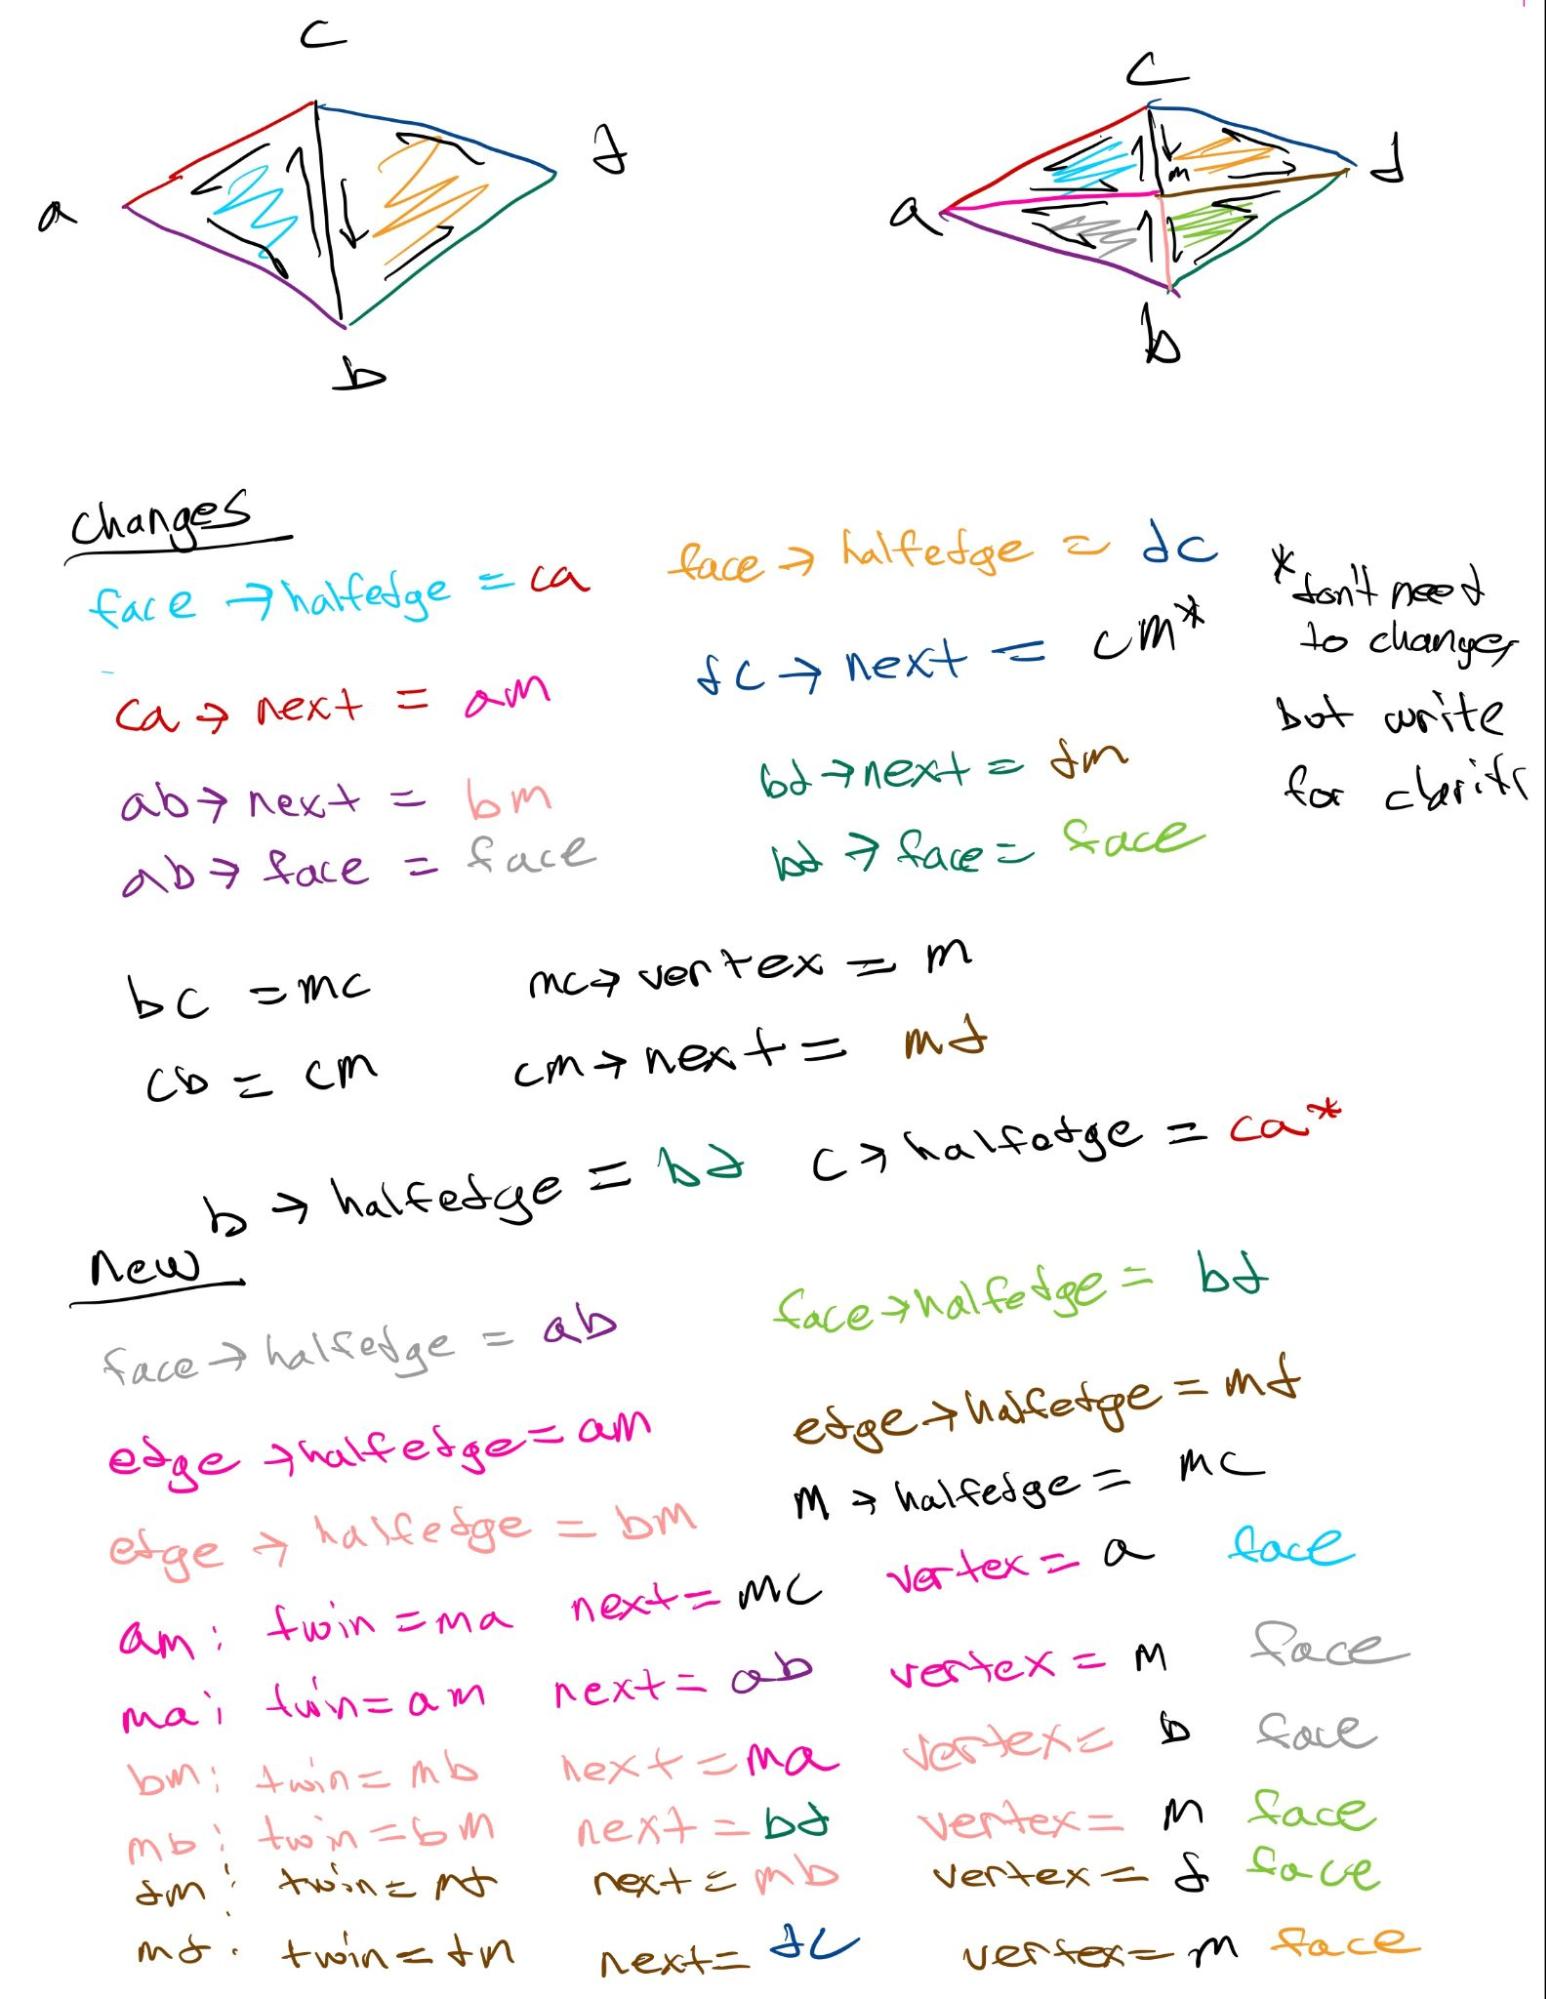 c
c
a
d
a
m
d
b
b
changes
face → halfedge = ca
face → halfedge = dc
*don't need
to change,
but write
for clarity
ca → next = am
dc → next = cm*
ab → next = bm
bd → next = dm
ab → face = face
bd → face = face
bc = mc
mc → vertex = m
cb = cm
cm → next = md
b → halfedge = bd
c → halfedge = ca*
new
face → halfedge = ab
face → halfedge = bd
edge → halfedge = am
edge → halfedge = md
edge → halfedge = bm
m → halfedge = mc
am: twin = ma next = mc vertex = a face
ma: twin = am next = ab vertex = m face
bm: twin = mb next = ma vertex = b face
mb: twin = bm next = bd vertex = m face
dm: twin = md next = mb vertex = d face
md: twin = dm next = dc vertex = m face